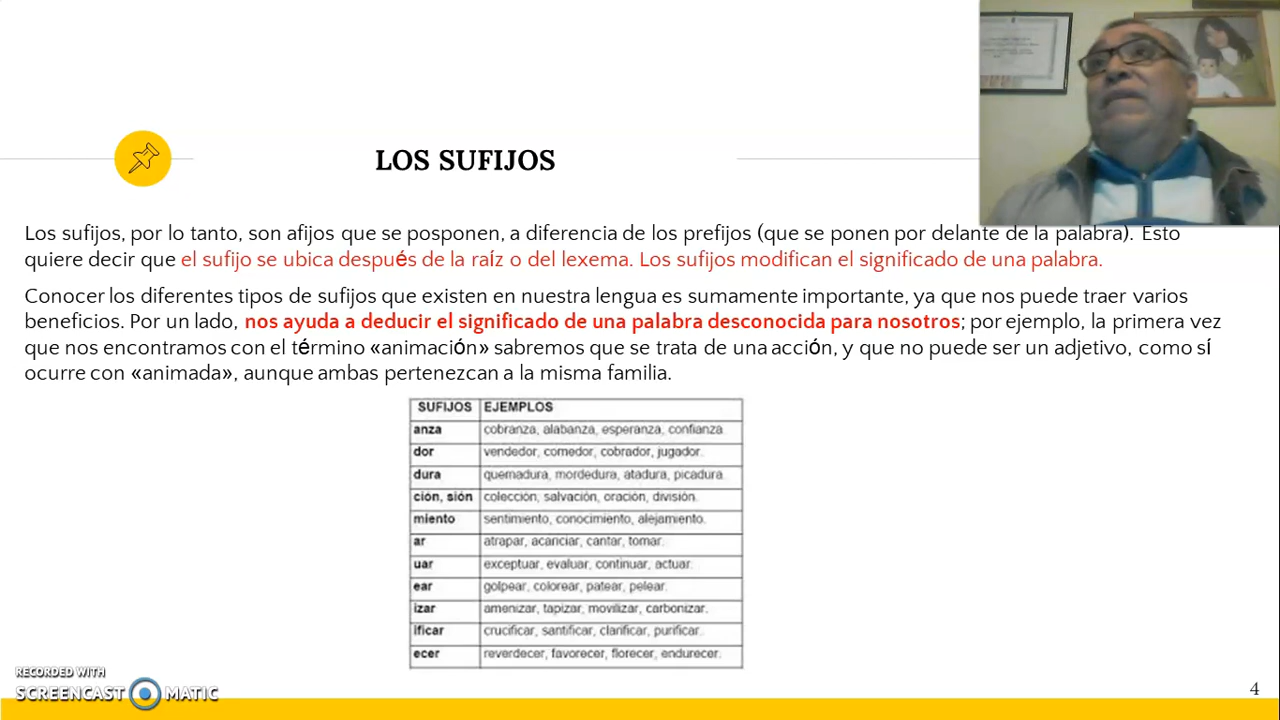 LOS SUFIJOS
Los sufijos, por lo tanto, son afijos que se posponen, a diferencia de los prefijos (que se ponen por delante de la palabra). Esto
quiere decir que el sufijo se ubica después de la raíz o del lexema. Los sufijos modifican el significado de una palabra.
Conocer los diferentes tipos de sufijos que existen en nuestra lengua es sumamente importante, ya que nos puede traer varios
beneficios. Por un lado, nos ayuda a deducir el significado de una palabra desconocida para nosotros; por ejemplo, la primera vez
que nos encontramos con el término «animación» sabremos que se trata de una acción, y que no puede ser un adjetivo, como sí
ocurre con «animada», aunque ambas pertenezcan a la misma familia.
SUFIJOS EJEMPLOS
anza cobranza, alabanza, esperanza, confianza.
dor vendedor, comedor, cobrador, jugador.
dura quemadura, mordedura, atadura, picadura.
ción, sión colección, salvación, oración, división.
miento sentimiento, conocimiento, alejamiento.
ar atrapar, acariciar, cantar, tomar.
uar exceptuar, evaluar, continuar, actuar.
ear golpear, colorear, patear, pelear.
izar amenizar, tapizar, movilizar, carbonizar.
ificar crucificar, santificar, clarificar, purificar.
ecer reverdecer, favorecer, florecer, endurecer.
RECORDED WITH
SCREENCAST MATIC
4